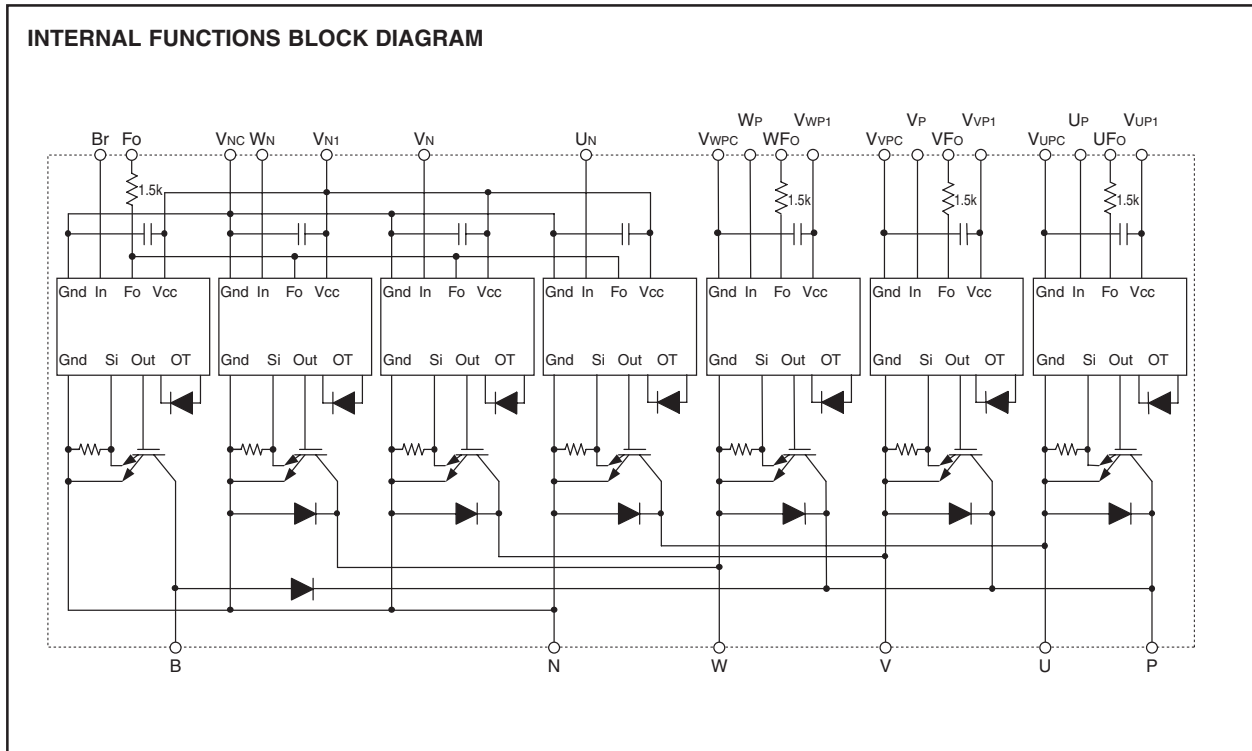 INTERNAL FUNCTIONS BLOCK DIAGRAM
WP VWP1 VP VVP1 UP VUP1
Br FO VNC WN VN1 VN UN VWPC WFO VVPC VFO VUPC UFO
1.5k 1.5k 1.5k 1.5k
Gnd In Fo Vcc Gnd In Fo Vcc Gnd In Fo Vcc Gnd In Fo Vcc Gnd In Fo Vcc Gnd In Fo Vcc Gnd In Fo Vcc
Gnd Si Out OT Gnd Si Out OT Gnd Si Out OT Gnd Si Out OT Gnd Si Out OT Gnd Si Out OT Gnd Si Out OT
B N W V U P